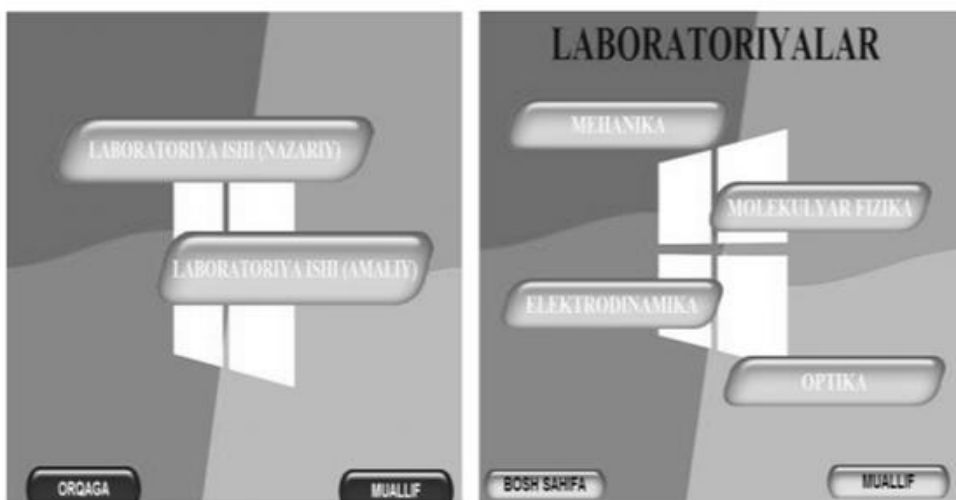 LABORATORIYA ISHI (NAZARIY)
LABORATORIYA ISHI (AMALIY)
ORQAGA
MUALLIF
LABORATORIYALAR
MEHANIKA
MOLEKULYAR FIZIKA
ELEKTRODINAMIKA
OPTIKA
BOSH SAHIFA
MUALLIF